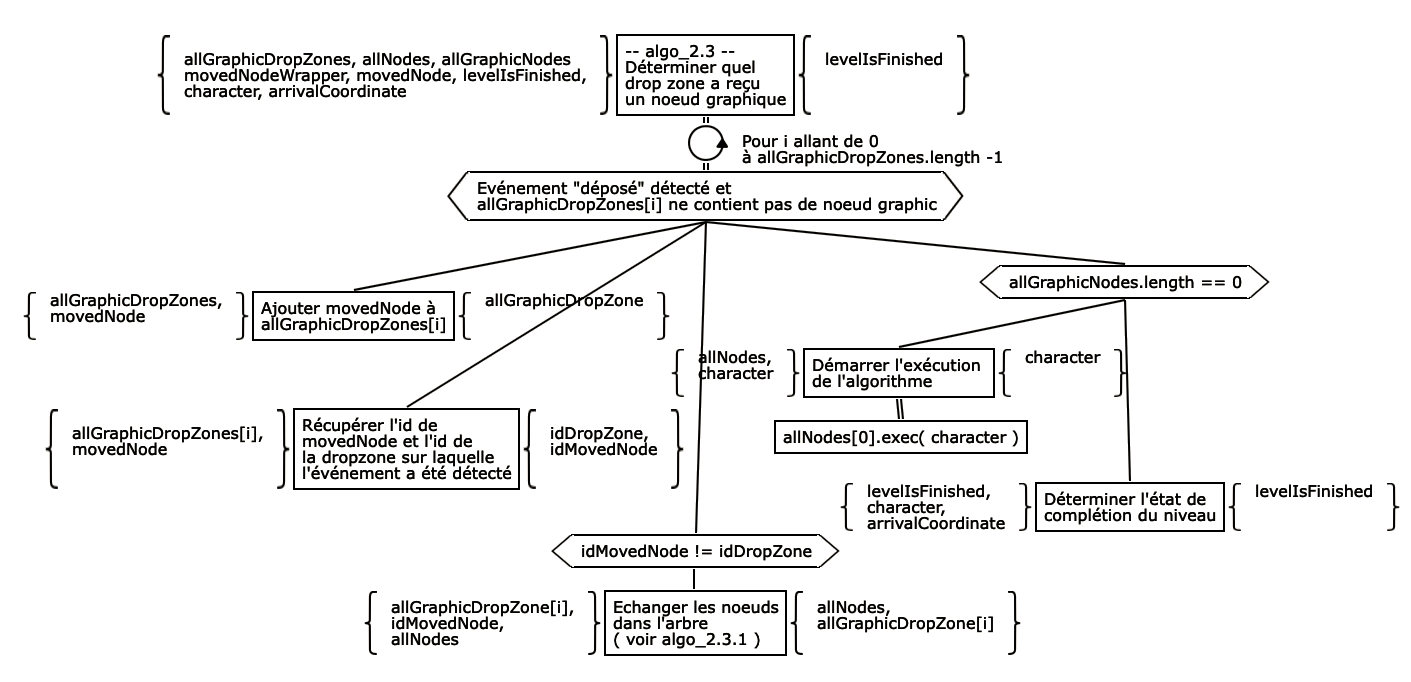 allGraphicDropZones, allNodes, allGraphicNodes
movedNodeWrapper, movedNode, levelIsFinished,
character, arrivalCoordinate
-- algo_2.3 --
Déterminer quel
drop zone a reçu
un noeud graphique
levelIsFinished
Pour i allant de 0
à allGraphicDropZones.length -1
Evénement "déposé" détecté et
allGraphicDropZones[i] ne contient pas de noeud graphic
allGraphicDropZones,
movedNode
Ajouter movedNode à
allGraphicDropZones[i]
allGraphicDropZone
allGraphicNodes.length == 0
allNodes,
character
Démarrer l'exécution
de l'algorithme
character
allNodes[0].exec( character )
allGraphicDropZones[i],
movedNode
Récupérer l'id de
movedNode et l'id de
la dropzone sur laquelle
l'événement a été détecté
idDropZone,
idMovedNode
levelIsFinished,
character,
arrivalCoordinate
Déterminer l'état de
complétion du niveau
levelIsFinished
idMovedNode != idDropZone
allGraphicDropZone[i],
idMovedNode,
allNodes
Echanger les noeuds
dans l'arbre
( voir algo_2.3.1 )
allNodes,
allGraphicDropZone[i]